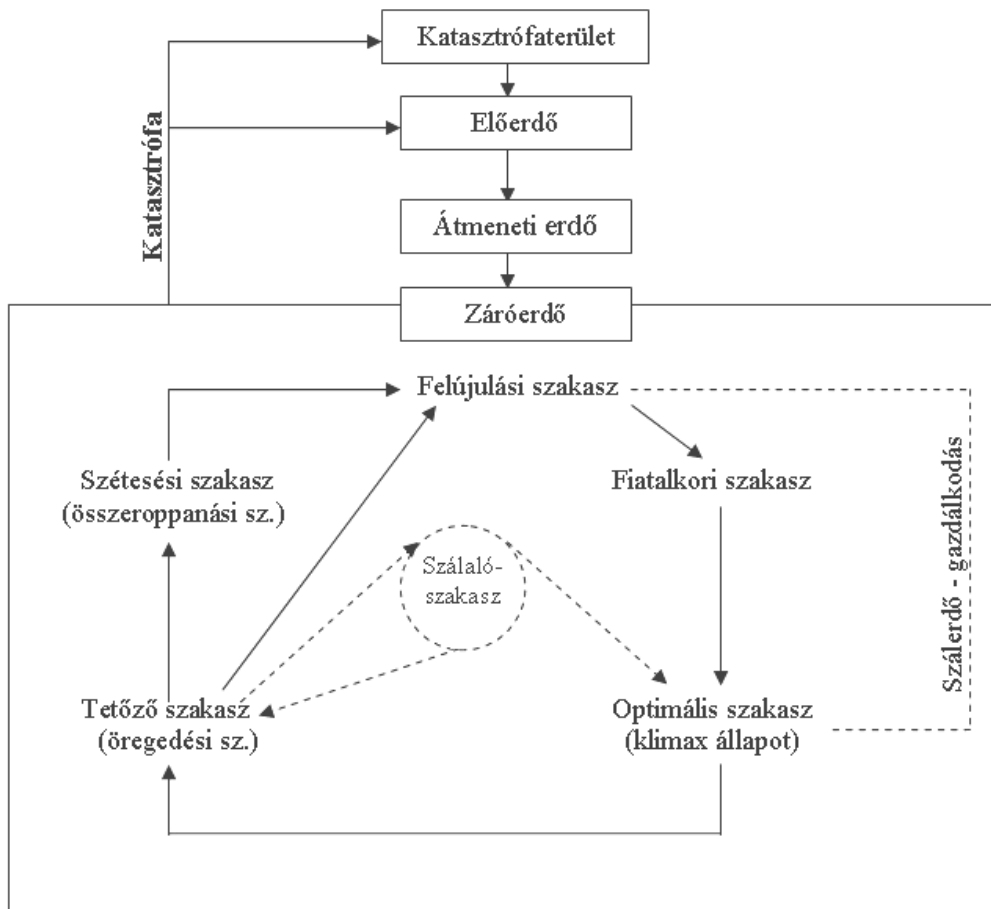 Katasztrófaterület
Előerdő
Katasztrófa
Átmeneti erdő
Záróerdő
Felújulási szakasz
Szétesési szakasz
(összeroppanási sz.)
Fiatalkori szakasz
Szálaló-
szakasz
Szálerdő - gazdálkodás
Tetőző szakasz
(öregedési sz.)
Optimális szakasz
(klimax állapot)